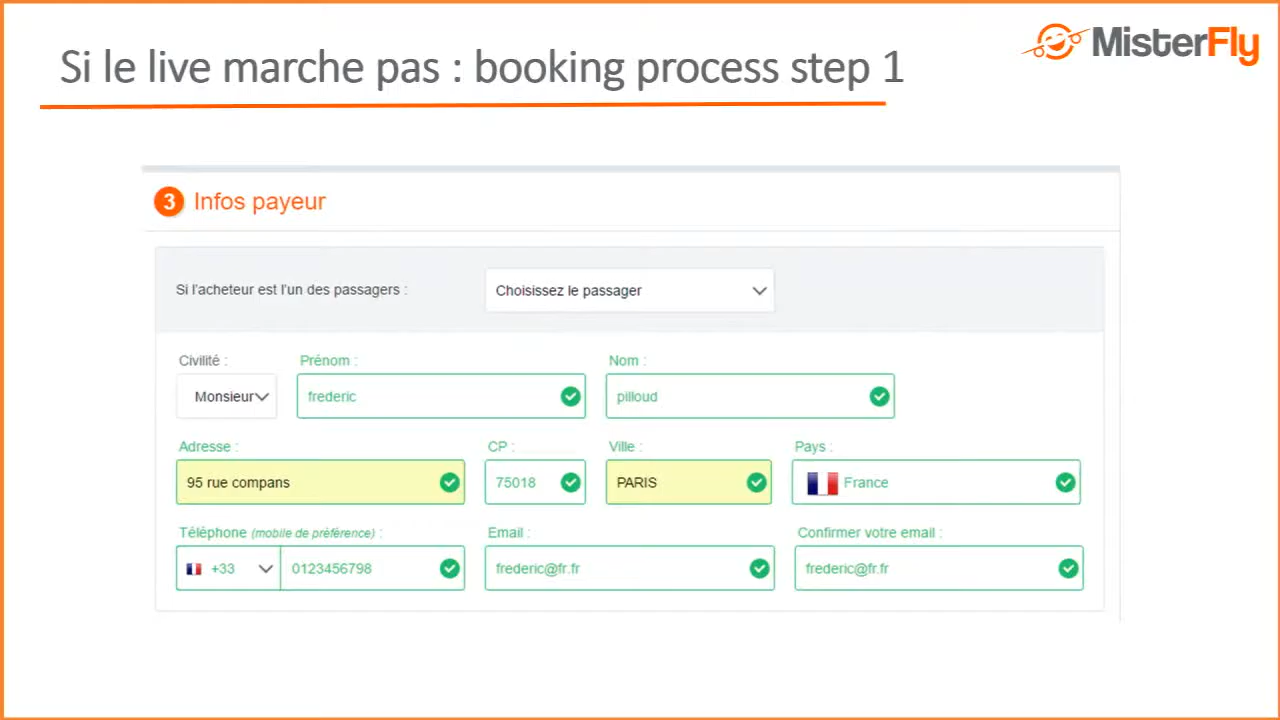 Si le live marche pas : booking process step 1
MisterFly
3 Infos payeur
Si l'acheteur est l'un des passagers : Choisissez le passager
Civilité : Prénom : Nom :
Monsieur frederic pilloud
Adresse : CP : Ville : Pays :
95 rue compans 75018 PARIS France
Téléphone (mobile de préférence) : Email : Confirmer votre email :
+33 0123456798 frederic@fr.fr frederic@fr.fr